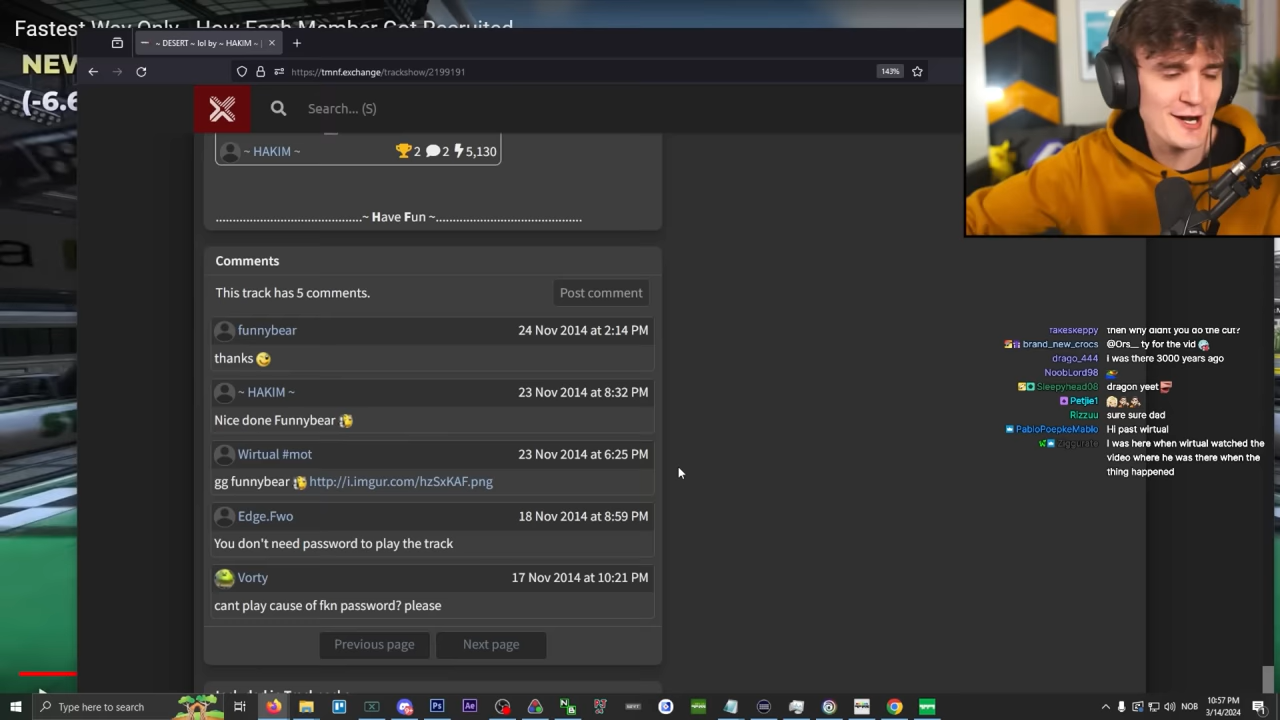 Fastest Way Only - How Each Member Got Recruited
NEW
(-6.6
~ DESERT ~ lol by ~ HAKIM ~ |
https://tmnf.exchange/trackshow/2199191
143%
Search... (S)
~ HAKIM ~ 2 2 5,130
..........................................~ Have Fun ~..........................................
Comments
This track has 5 comments.
Post comment
funnybear 24 Nov 2014 at 2:14 PM
thanks
~ HAKIM ~ 23 Nov 2014 at 8:32 PM
Nice done Funnybear
Wirtual #mot 23 Nov 2014 at 6:25 PM
gg funnybear http://i.imgur.com/hzSxKAF.png
Edge.Fwo 18 Nov 2014 at 8:59 PM
You don't need password to play the track
Vorty 17 Nov 2014 at 10:21 PM
cant play cause of fkn password? please
Previous page Next page
rakeskeppy then why didnt you do the cut?
brand_new_crocs @Ors__ ty for the vid
drago_444 i was there 3000 years ago
NoobLord98
Sleepyhead08 dragon yeet
Petjie1
Rizzuu sure sure dad
PabloPoepkeMablo Hi past wirtual
Ziggurate I was here when wirtual watched the
video where he was there when the
thing happened
Type here to search
NOB
10:57 PM
3/14/2024